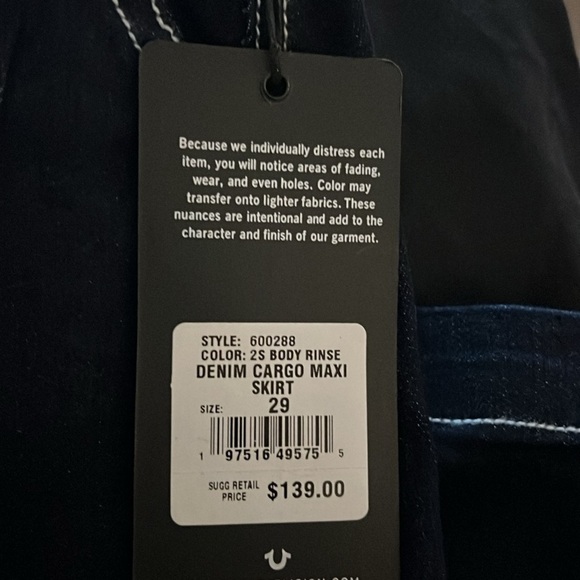 Because we individually distress each
item, you will notice areas of fading,
wear, and even holes. Color may
transfer onto lighter fabrics. These
nuances are intentional and add to the
character and finish of our garment.
STYLE: 600288
COLOR: 2S BODY RINSE
DENIM CARGO MAXI
SKIRT
SIZE: 29
1 97516 49575 5
SUGG RETAIL
PRICE $139.00